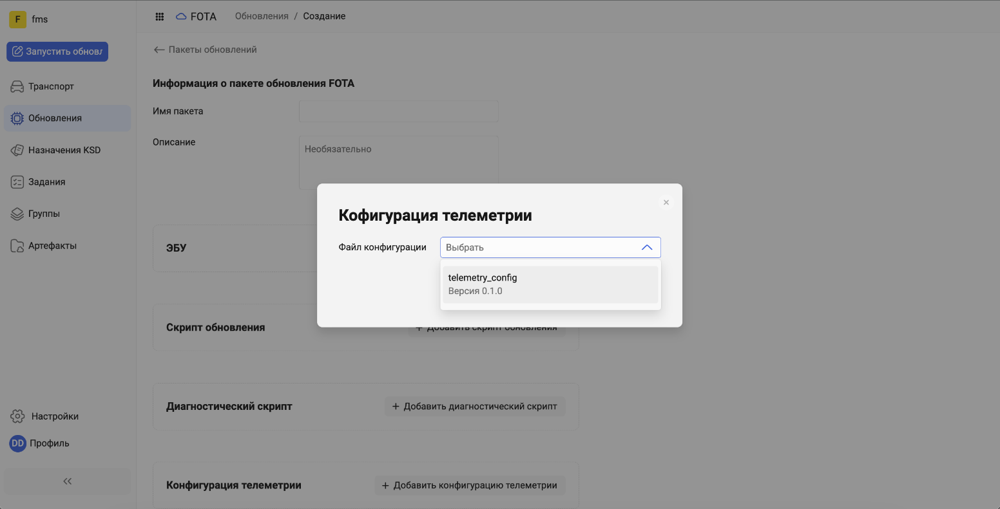 F fms
Запустить обновл
Транспорт
Обновления
Назначения KSD
Задания
Группы
Артефакты
Настройки
DD Профиль
FOTA Обновления / Создание
Пакеты обновлений
Информация о пакете обновления FOTA
Имя пакета
Описание
Необязательно
ЭБУ
Кофигурация телеметрии
Файл конфигурации
Выбрать
telemetry_config
Версия 0.1.0
Скрипт обновления
+ Добавить скрипт обновления
Диагностический скрипт
+ Добавить диагностический скрипт
Конфигурация телеметрии
+ Добавить конфигурацию телеметрии